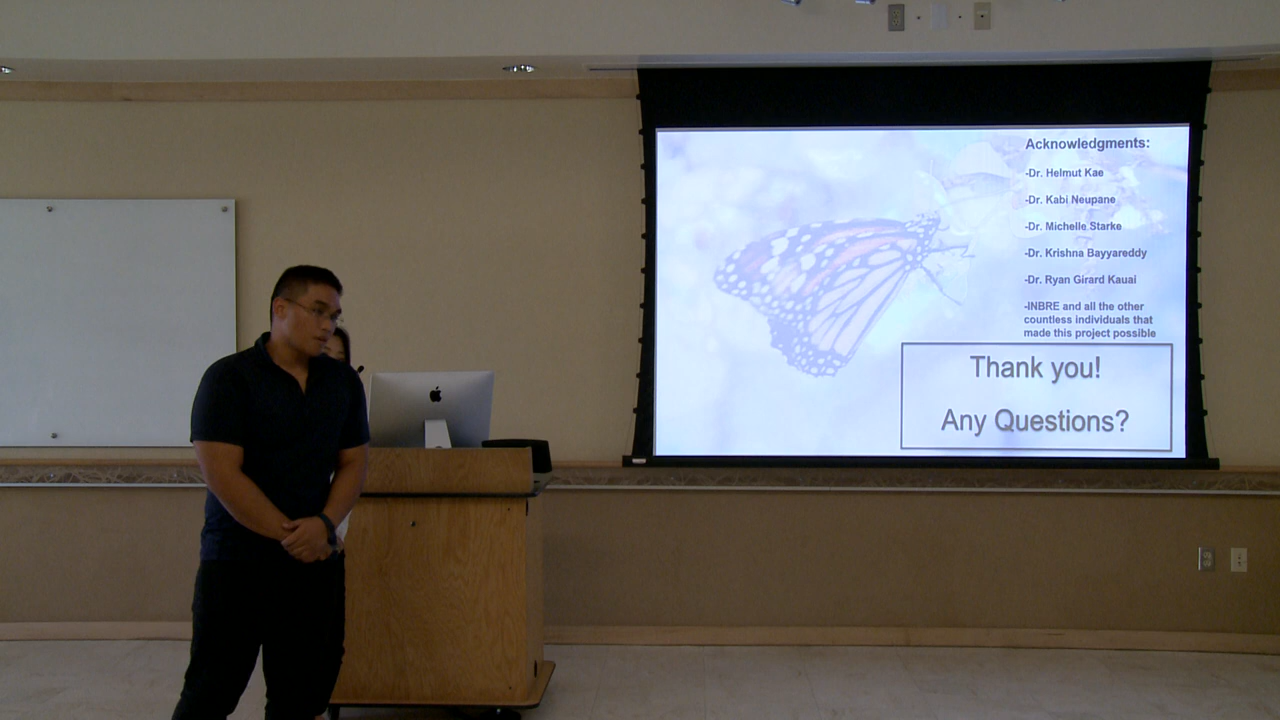 Acknowledgments:
-Dr. Helmut Kae
-Dr. Kabi Neupane
-Dr. Michelle Starke
-Dr. Krishna Bayyareddy
-Dr. Ryan Girard Kauai
-INBRE and all the other
countless individuals that
made this project possible
Thank you!
Any Questions?